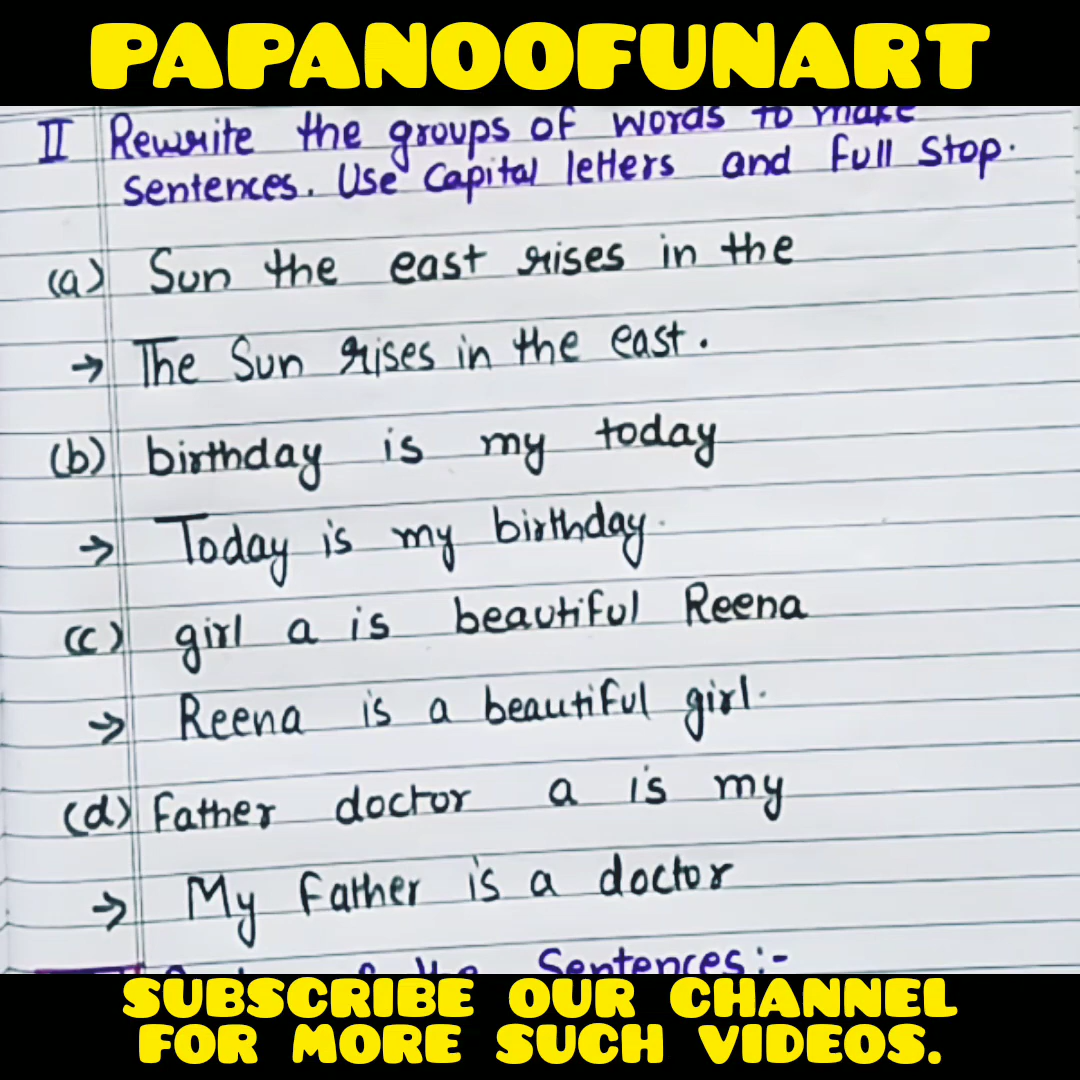 PAPANOOFUNART
II Rewrite the groups of words to make
sentences. Use Capital letters and full stop.
(a) Sun the east rises in the
→ The Sun rises in the east.
(b) birthday is my today
→ Today is my birthday.
(c) girl a is beautiful Reena
→ Reena is a beautiful girl.
(d) Father doctor a is my
→ My Father is a doctor
Sentences:-
SUBSCRIBE OUR CHANNEL
FOR MORE SUCH VIDEOS.